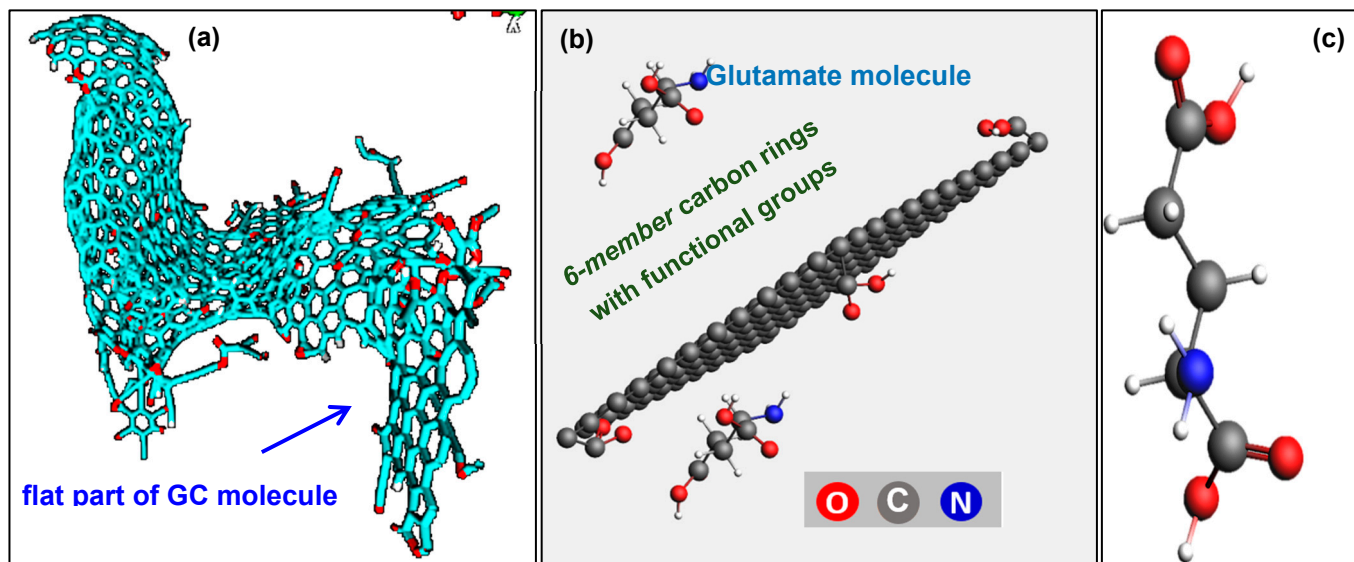 (a)
flat part of GC molecule
(b)
Glutamate molecule
6-member carbon rings
with functional groups
O C N
(c)